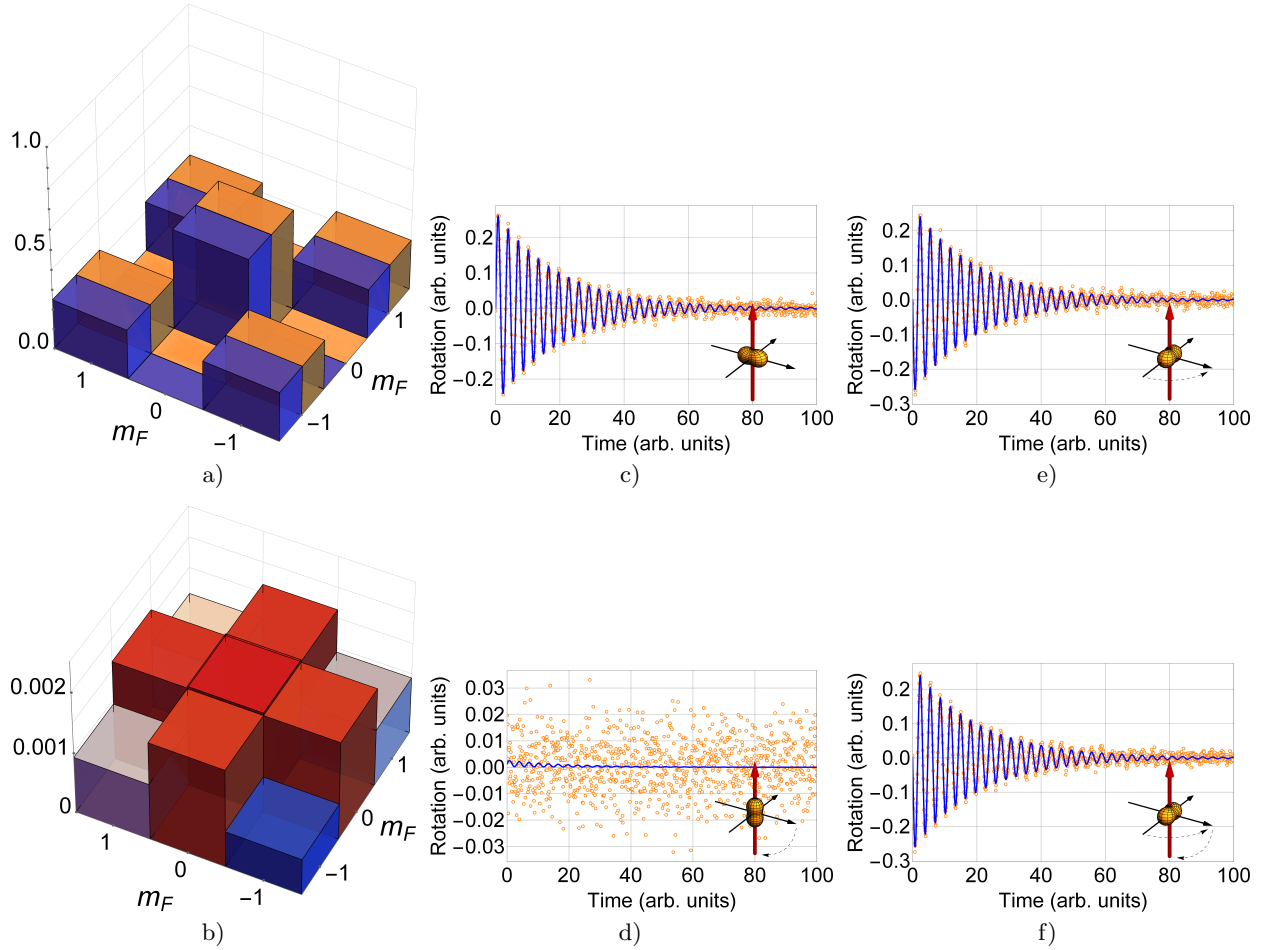 1.0
0.5
0.0
1
0
−1
m_F
−1
0
1
m_F
a)
Rotation (arb. units)
0.2
0.1
0.0
−0.1
−0.2
0 20 40 60 80 100
Time (arb. units)
c)
Rotation (arb. units)
0.2
0.1
0.0
−0.1
−0.2
−0.3
0 20 40 60 80 100
Time (arb. units)
e)
0.002
0.001
0
1
0
−1
m_F
−1
0
1
m_F
b)
Rotation (arb. units)
0.03
0.02
0.01
0.00
−0.01
−0.02
−0.03
0 20 40 60 80 100
Time (arb. units)
d)
Rotation (arb. units)
0.2
0.1
0.0
−0.1
−0.2
−0.3
0 20 40 60 80 100
Time (arb. units)
f)